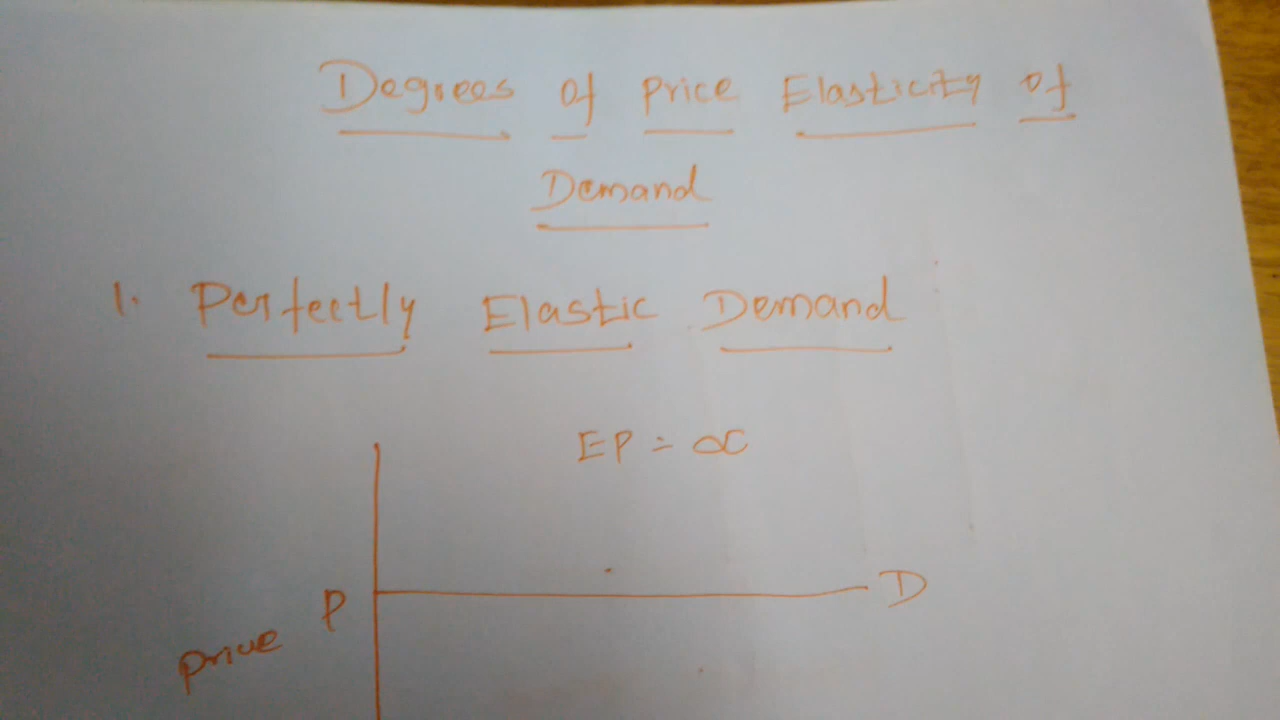 Degrees of Price Elasticity of
Demand
1. Perfectly Elastic Demand
EP = ∝
P
D
Price